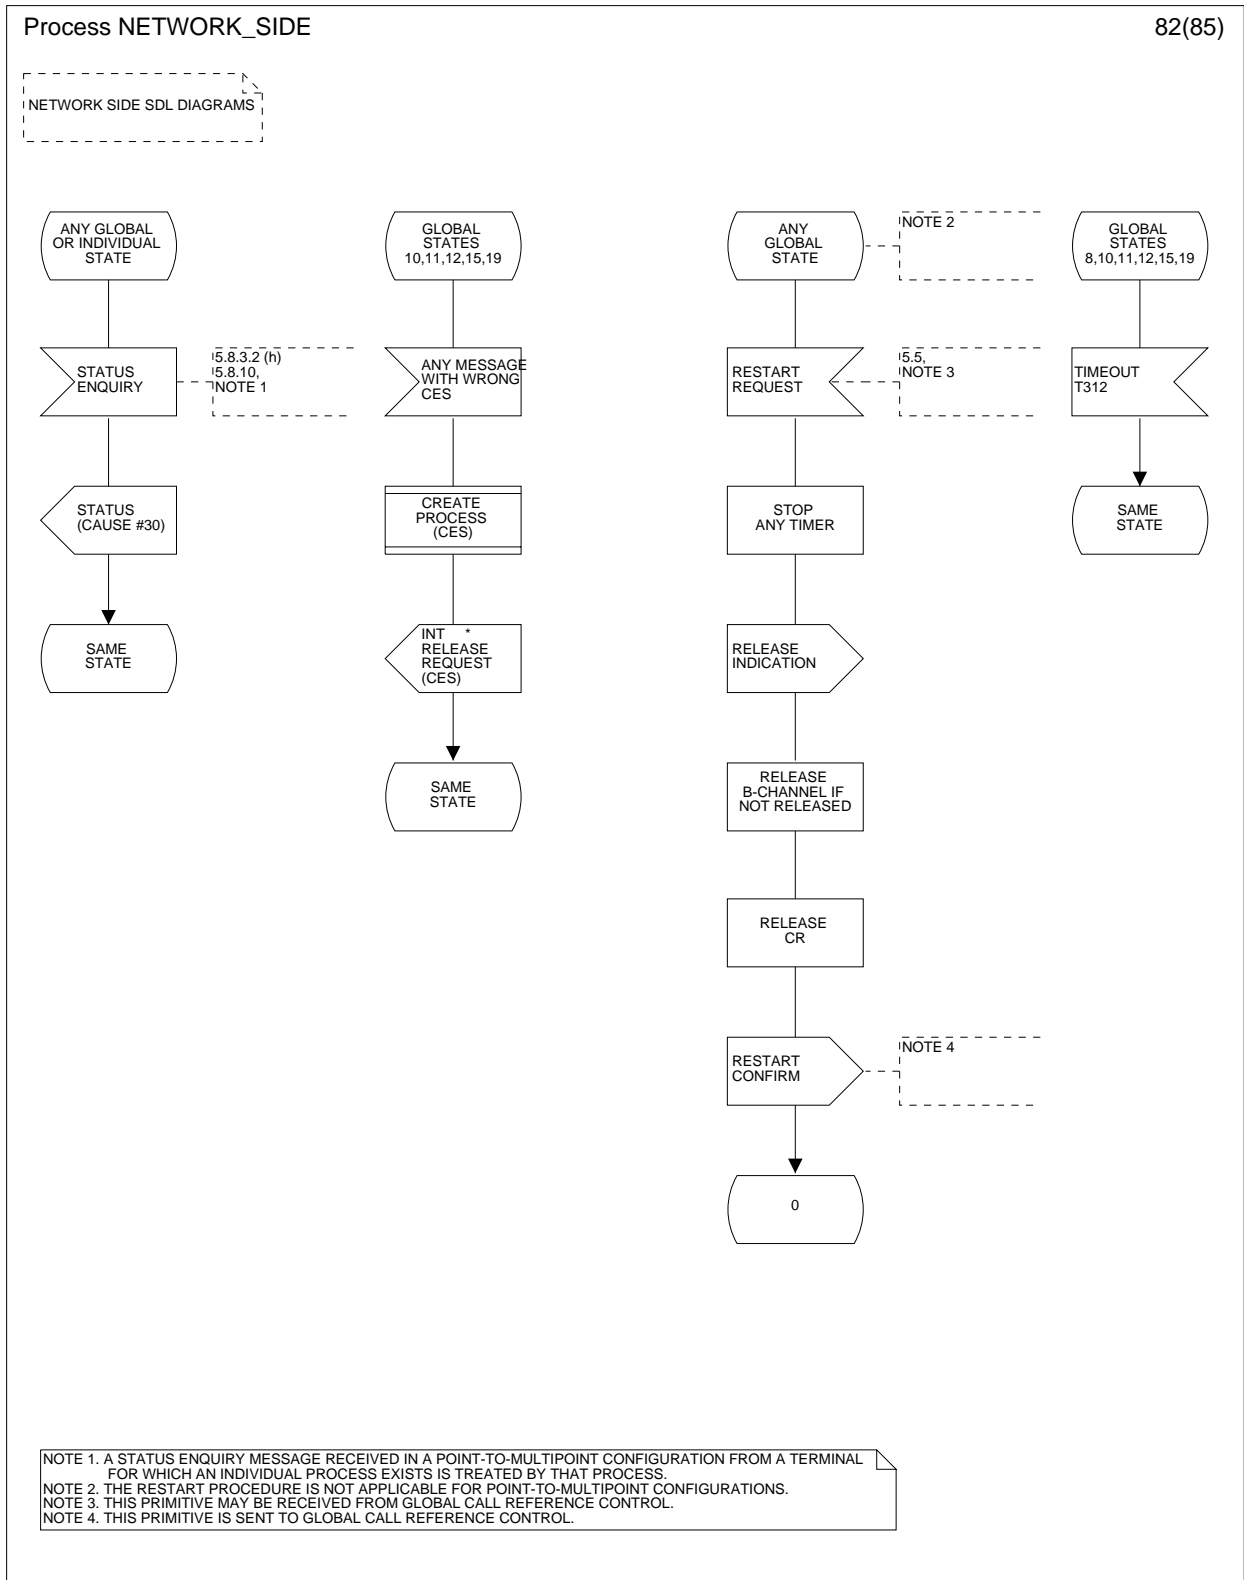 Process NETWORK_SIDE
82(85)
NETWORK SIDE SDL DIAGRAMS
ANY GLOBAL
OR INDIVIDUAL
STATE
STATUS
ENQUIRY
5.8.3.2 (h)
5.8.10,
NOTE 1
STATUS
(CAUSE #30)
SAME
STATE
GLOBAL
STATES
10,11,12,15,19
ANY MESSAGE
WITH WRONG
CES
CREATE
PROCESS
(CES)
INT *
RELEASE
REQUEST
(CES)
SAME
STATE
ANY
GLOBAL
STATE
NOTE 2
RESTART
REQUEST
5.5,
NOTE 3
STOP
ANY TIMER
RELEASE
INDICATION
RELEASE
B-CHANNEL IF
NOT RELEASED
RELEASE
CR
RESTART
CONFIRM
NOTE 4
0
GLOBAL
STATES
8,10,11,12,15,19
TIMEOUT
T312
SAME
STATE
NOTE 1. A STATUS ENQUIRY MESSAGE RECEIVED IN A POINT-TO-MULTIPOINT CONFIGURATION FROM A TERMINAL
FOR WHICH AN INDIVIDUAL PROCESS EXISTS IS TREATED BY THAT PROCESS.
NOTE 2. THE RESTART PROCEDURE IS NOT APPLICABLE FOR POINT-TO-MULTIPOINT CONFIGURATIONS.
NOTE 3. THIS PRIMITIVE MAY BE RECEIVED FROM GLOBAL CALL REFERENCE CONTROL.
NOTE 4. THIS PRIMITIVE IS SENT TO GLOBAL CALL REFERENCE CONTROL.